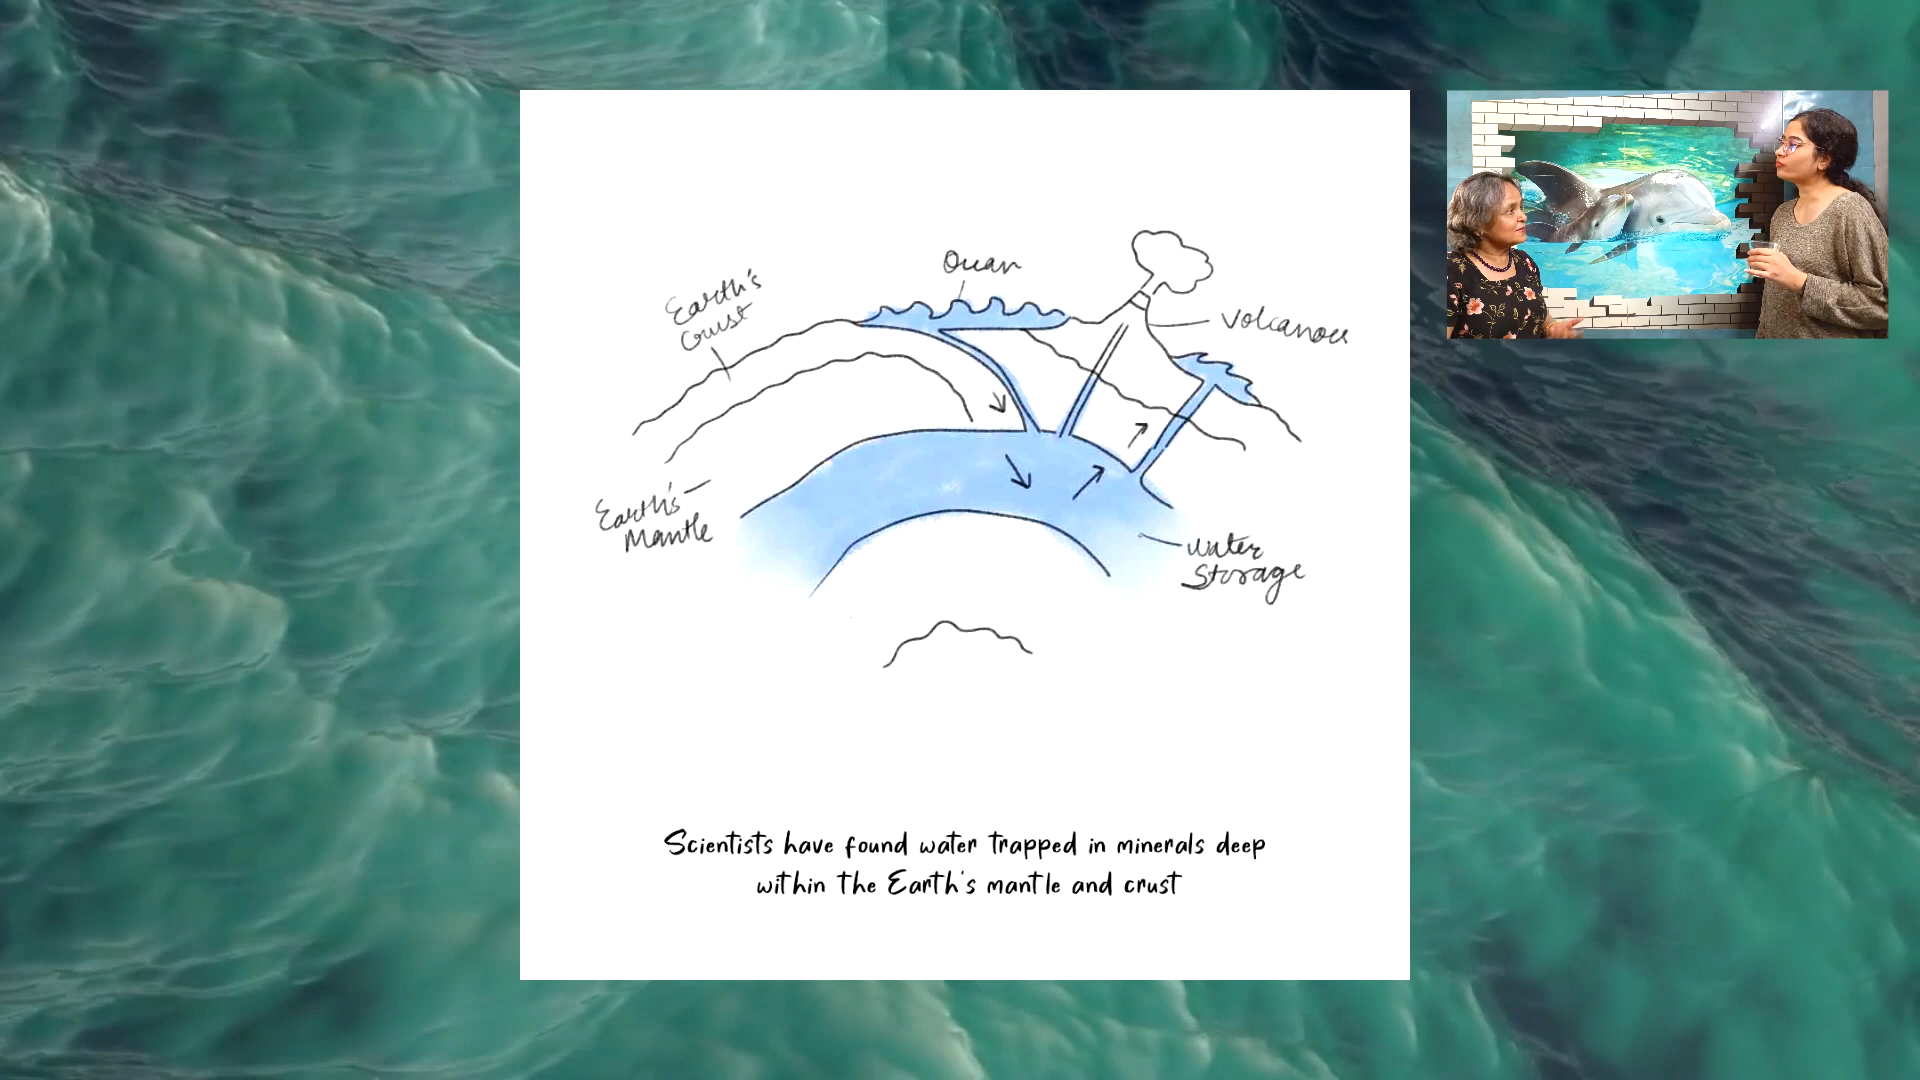 Earth's
Crust
Ocean
Volcanoes
Earth's
Mantle
Water
Storage
Scientists have found water trapped in minerals deep
within the Earth's mantle and crust